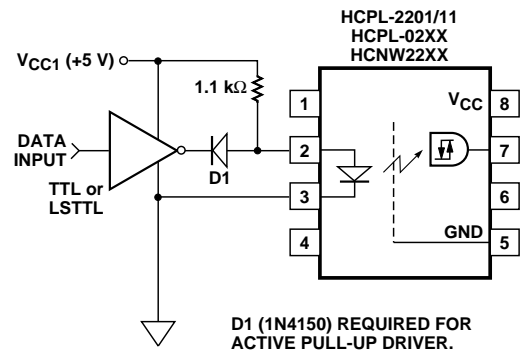 HCPL-2201/11
HCPL-02XX
HCNW22XX
VCC1 (+5 V)
1.1 kΩ
DATA
INPUT
TTL or
LSTTL
D1
1
2
3
4
VCC
8
7
6
GND
5
D1 (1N4150) REQUIRED FOR
ACTIVE PULL-UP DRIVER.